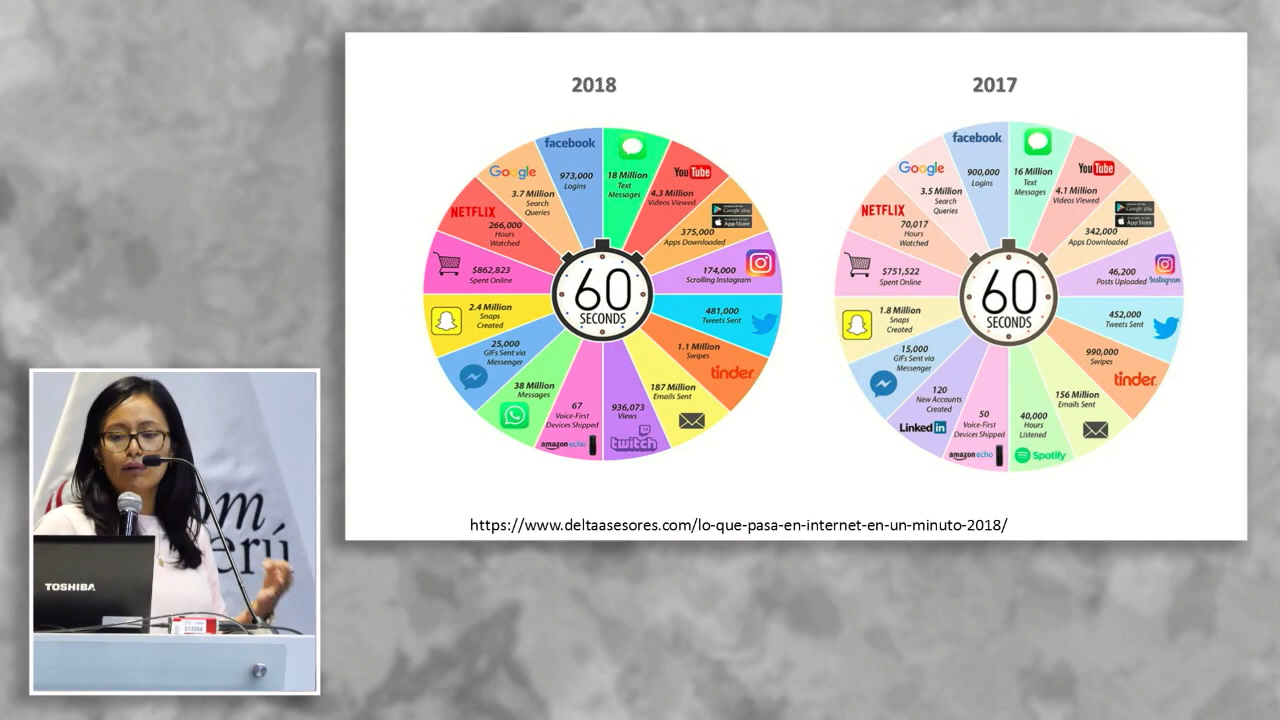 2018
facebook
973,000
Logins
18 Million
Text
Messages
YouTube
4.3 Million
Videos Viewed
Google play
App Store
375,000
Apps Downloaded
174,000
Scrolling Instagram
481,000
Tweets Sent
1.1 Million
Swipes
tinder
187 Million
Emails Sent
936,073
Views
twitch
67
Voice-First
Devices Shipped
amazon echo
38 Million
Messages
25,000
GIFs Sent via
Messenger
2.4 Million
Snaps
Created
$862,823
Spent Online
NETFLIX
266,000
Hours
Watched
Google
3.7 Million
Search
Queries
60
SECONDS
2017
facebook
900,000
Logins
16 Million
Text
Messages
YouTube
4.1 Million
Videos Viewed
Google play
App Store
342,000
Apps Downloaded
46,200
Posts Uploaded
Instagram
452,000
Tweets Sent
990,000
Swipes
tinder
156 Million
Emails Sent
40,000
Hours
Listened
Spotify
50
Voice-First
Devices Shipped
amazon echo
120
New Accounts
Created
Linked in
15,000
GIFs Sent via
Messenger
1.8 Million
Snaps
Created
$751,522
Spent Online
NETFLIX
70,017
Hours
Watched
Google
3.5 Million
Search
Queries
60
SECONDS
https://www.deltaasesores.com/lo-que-pasa-en-internet-en-un-minuto-2018/
om
erú
TOSHIBA